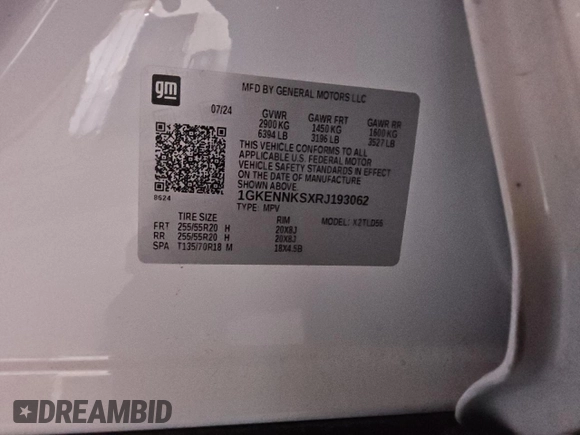 gm
MFD BY GENERAL MOTORS LLC
07/24 GVWR GAWR FRT GAWR RR
2900 KG 1450 KG 1600 KG
6394 LB 3196 LB 3527 LB
THIS VEHICLE CONFORMS TO ALL
APPLICABLE U.S. FEDERAL MOTOR
VEHICLE SAFETY STANDARDS IN
EFFECT ON THE DATE OF MANUFACTURE
SHOWN ABOVE.
1GKENNKSXRJ193062
TYPE: MPV MODEL:
TIRE SIZE RIM
FRT 255/55R20 H 20X8J
RR 255/55R20 H 20X8J
SPA T135/70R18 M 18X4.5B
DREAMBID